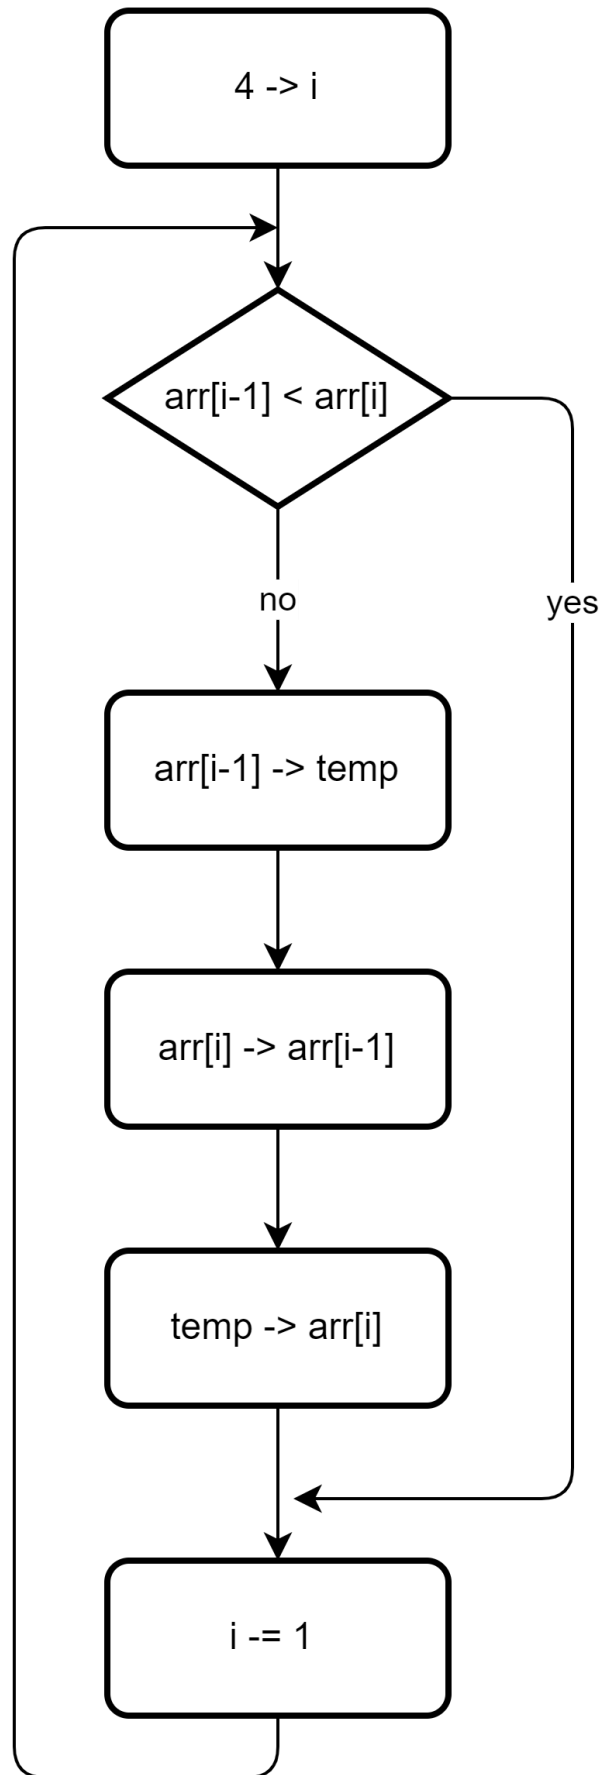 4 -> i
arr[i-1] < arr[i]
no
yes
arr[i-1] -> temp
arr[i] -> arr[i-1]
temp -> arr[i]
i -= 1